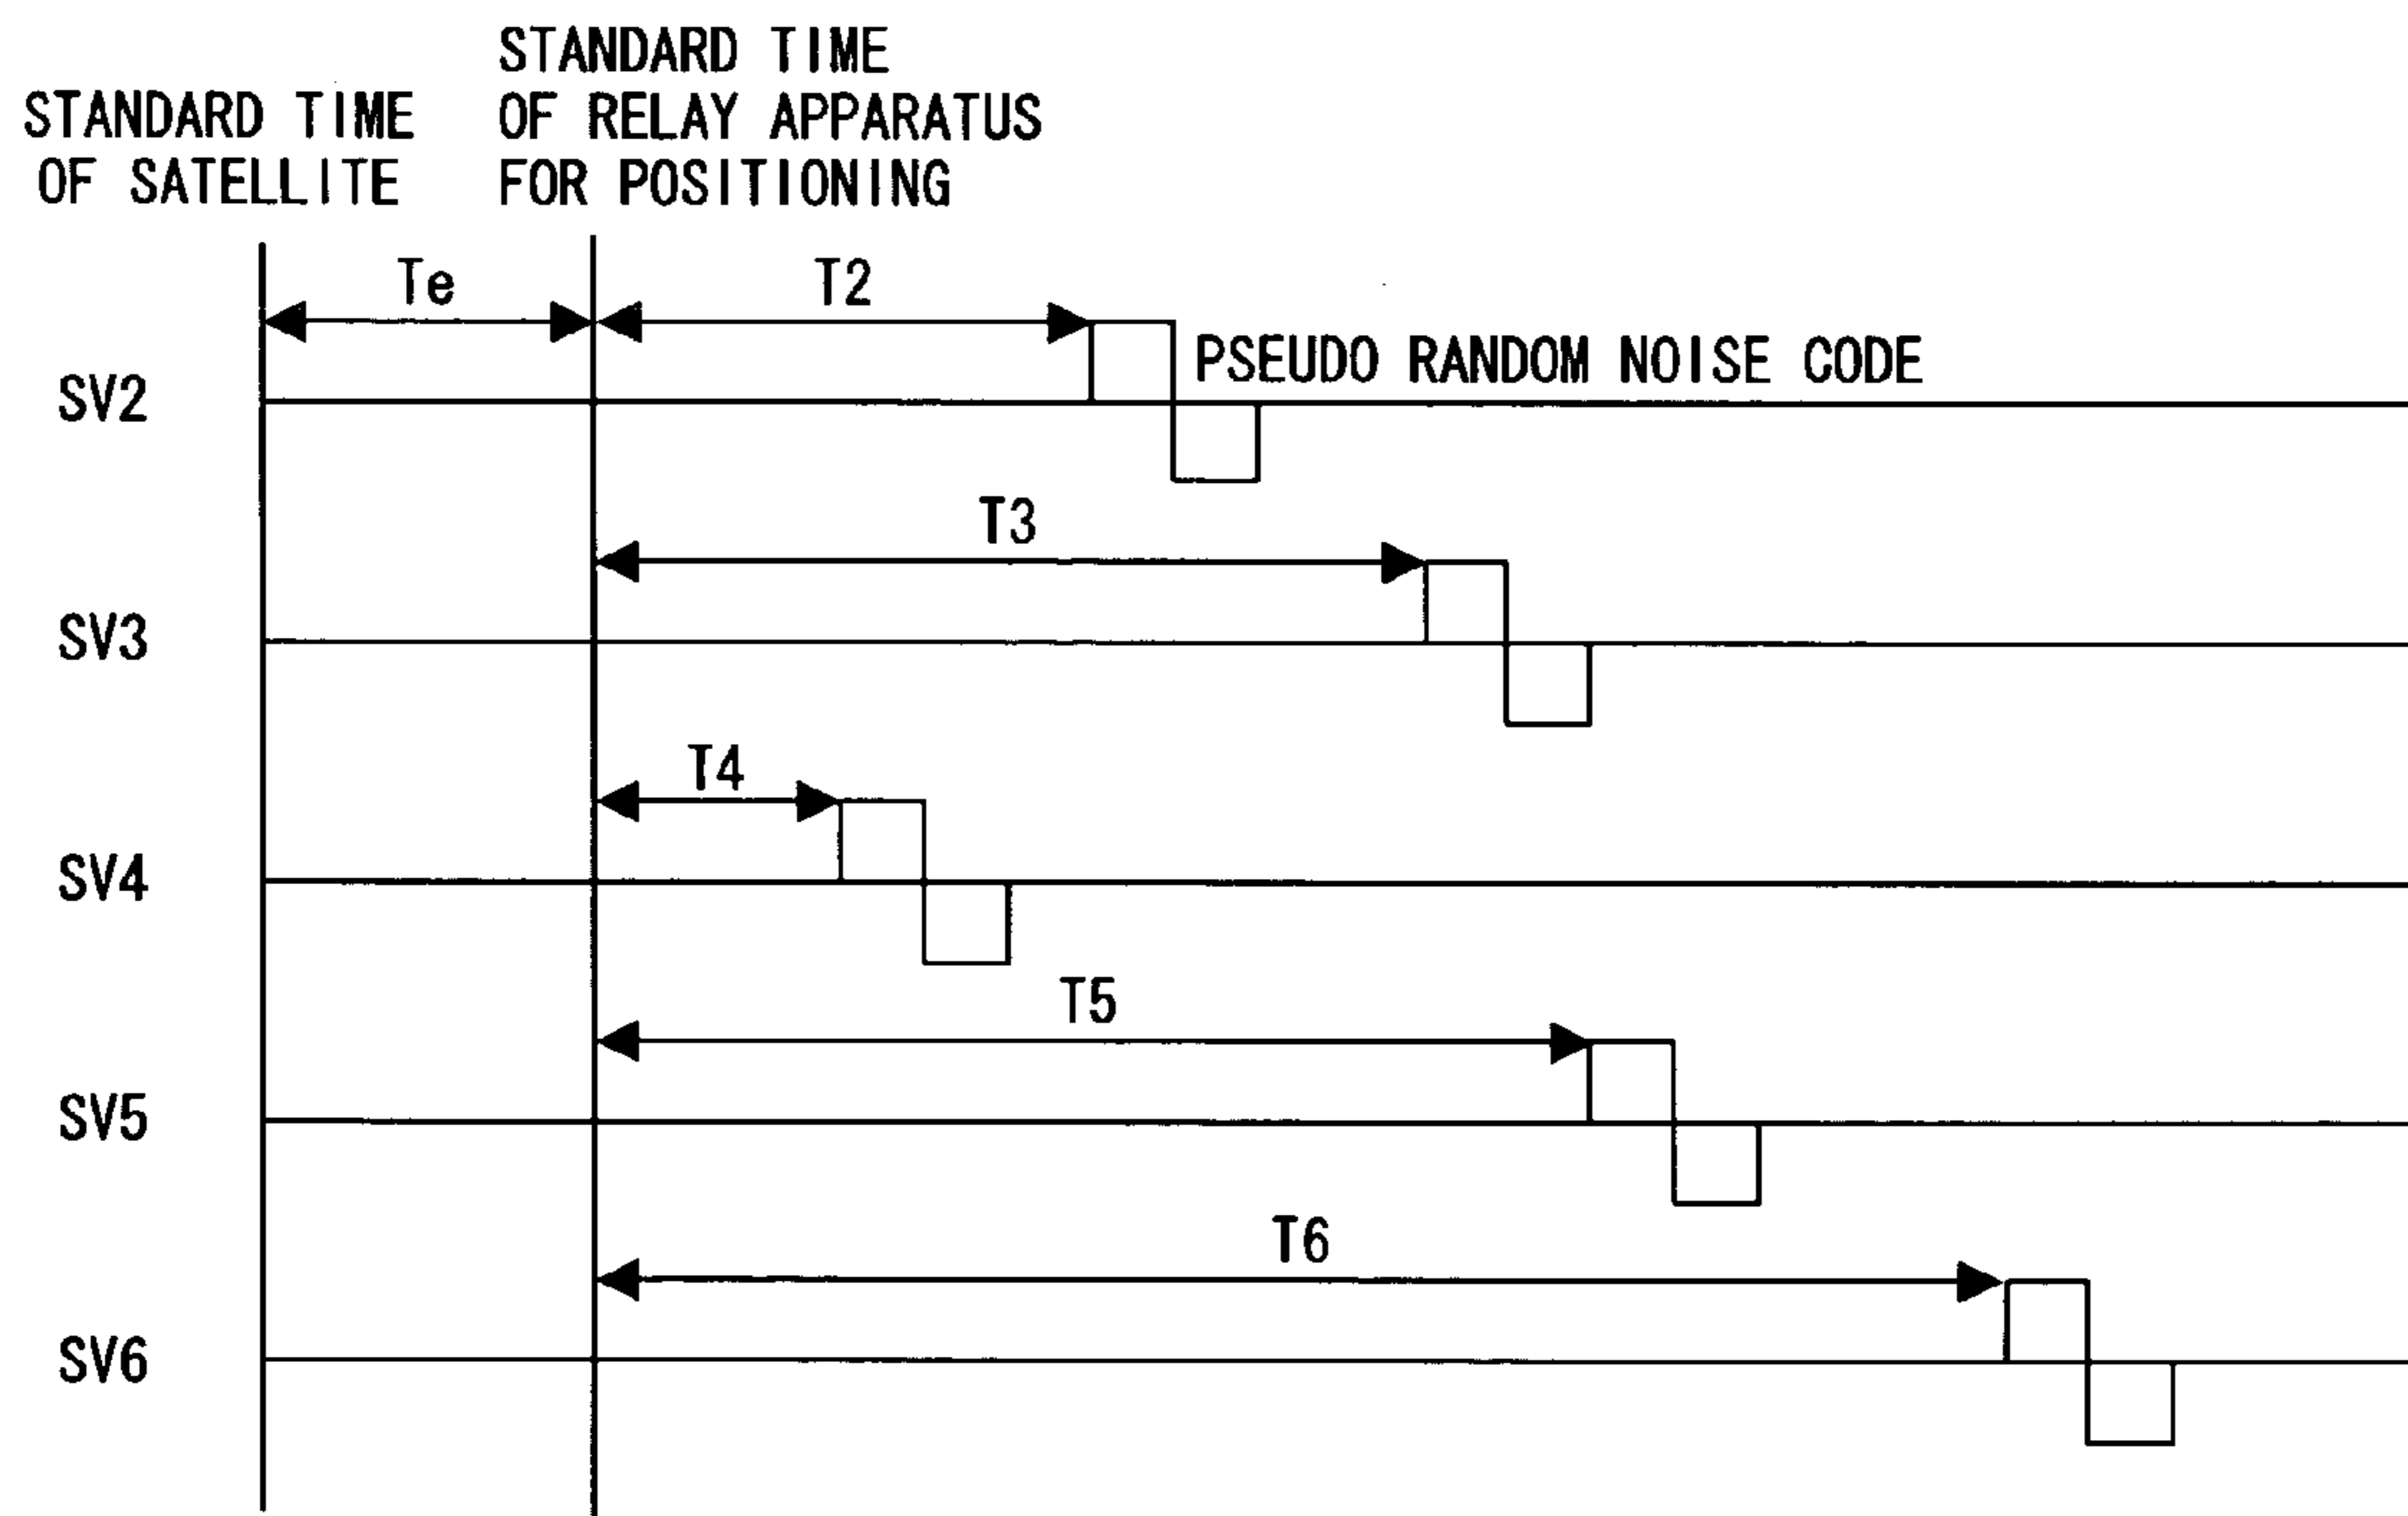 STANDARD TIME
OF SATELLITE
STANDARD TIME
OF RELAY APPARATUS
FOR POSITIONING
Te
T2
PSEUDO RANDOM NOISE CODE
SV2
T3
SV3
T4
SV4
T5
SV5
T6
SV6